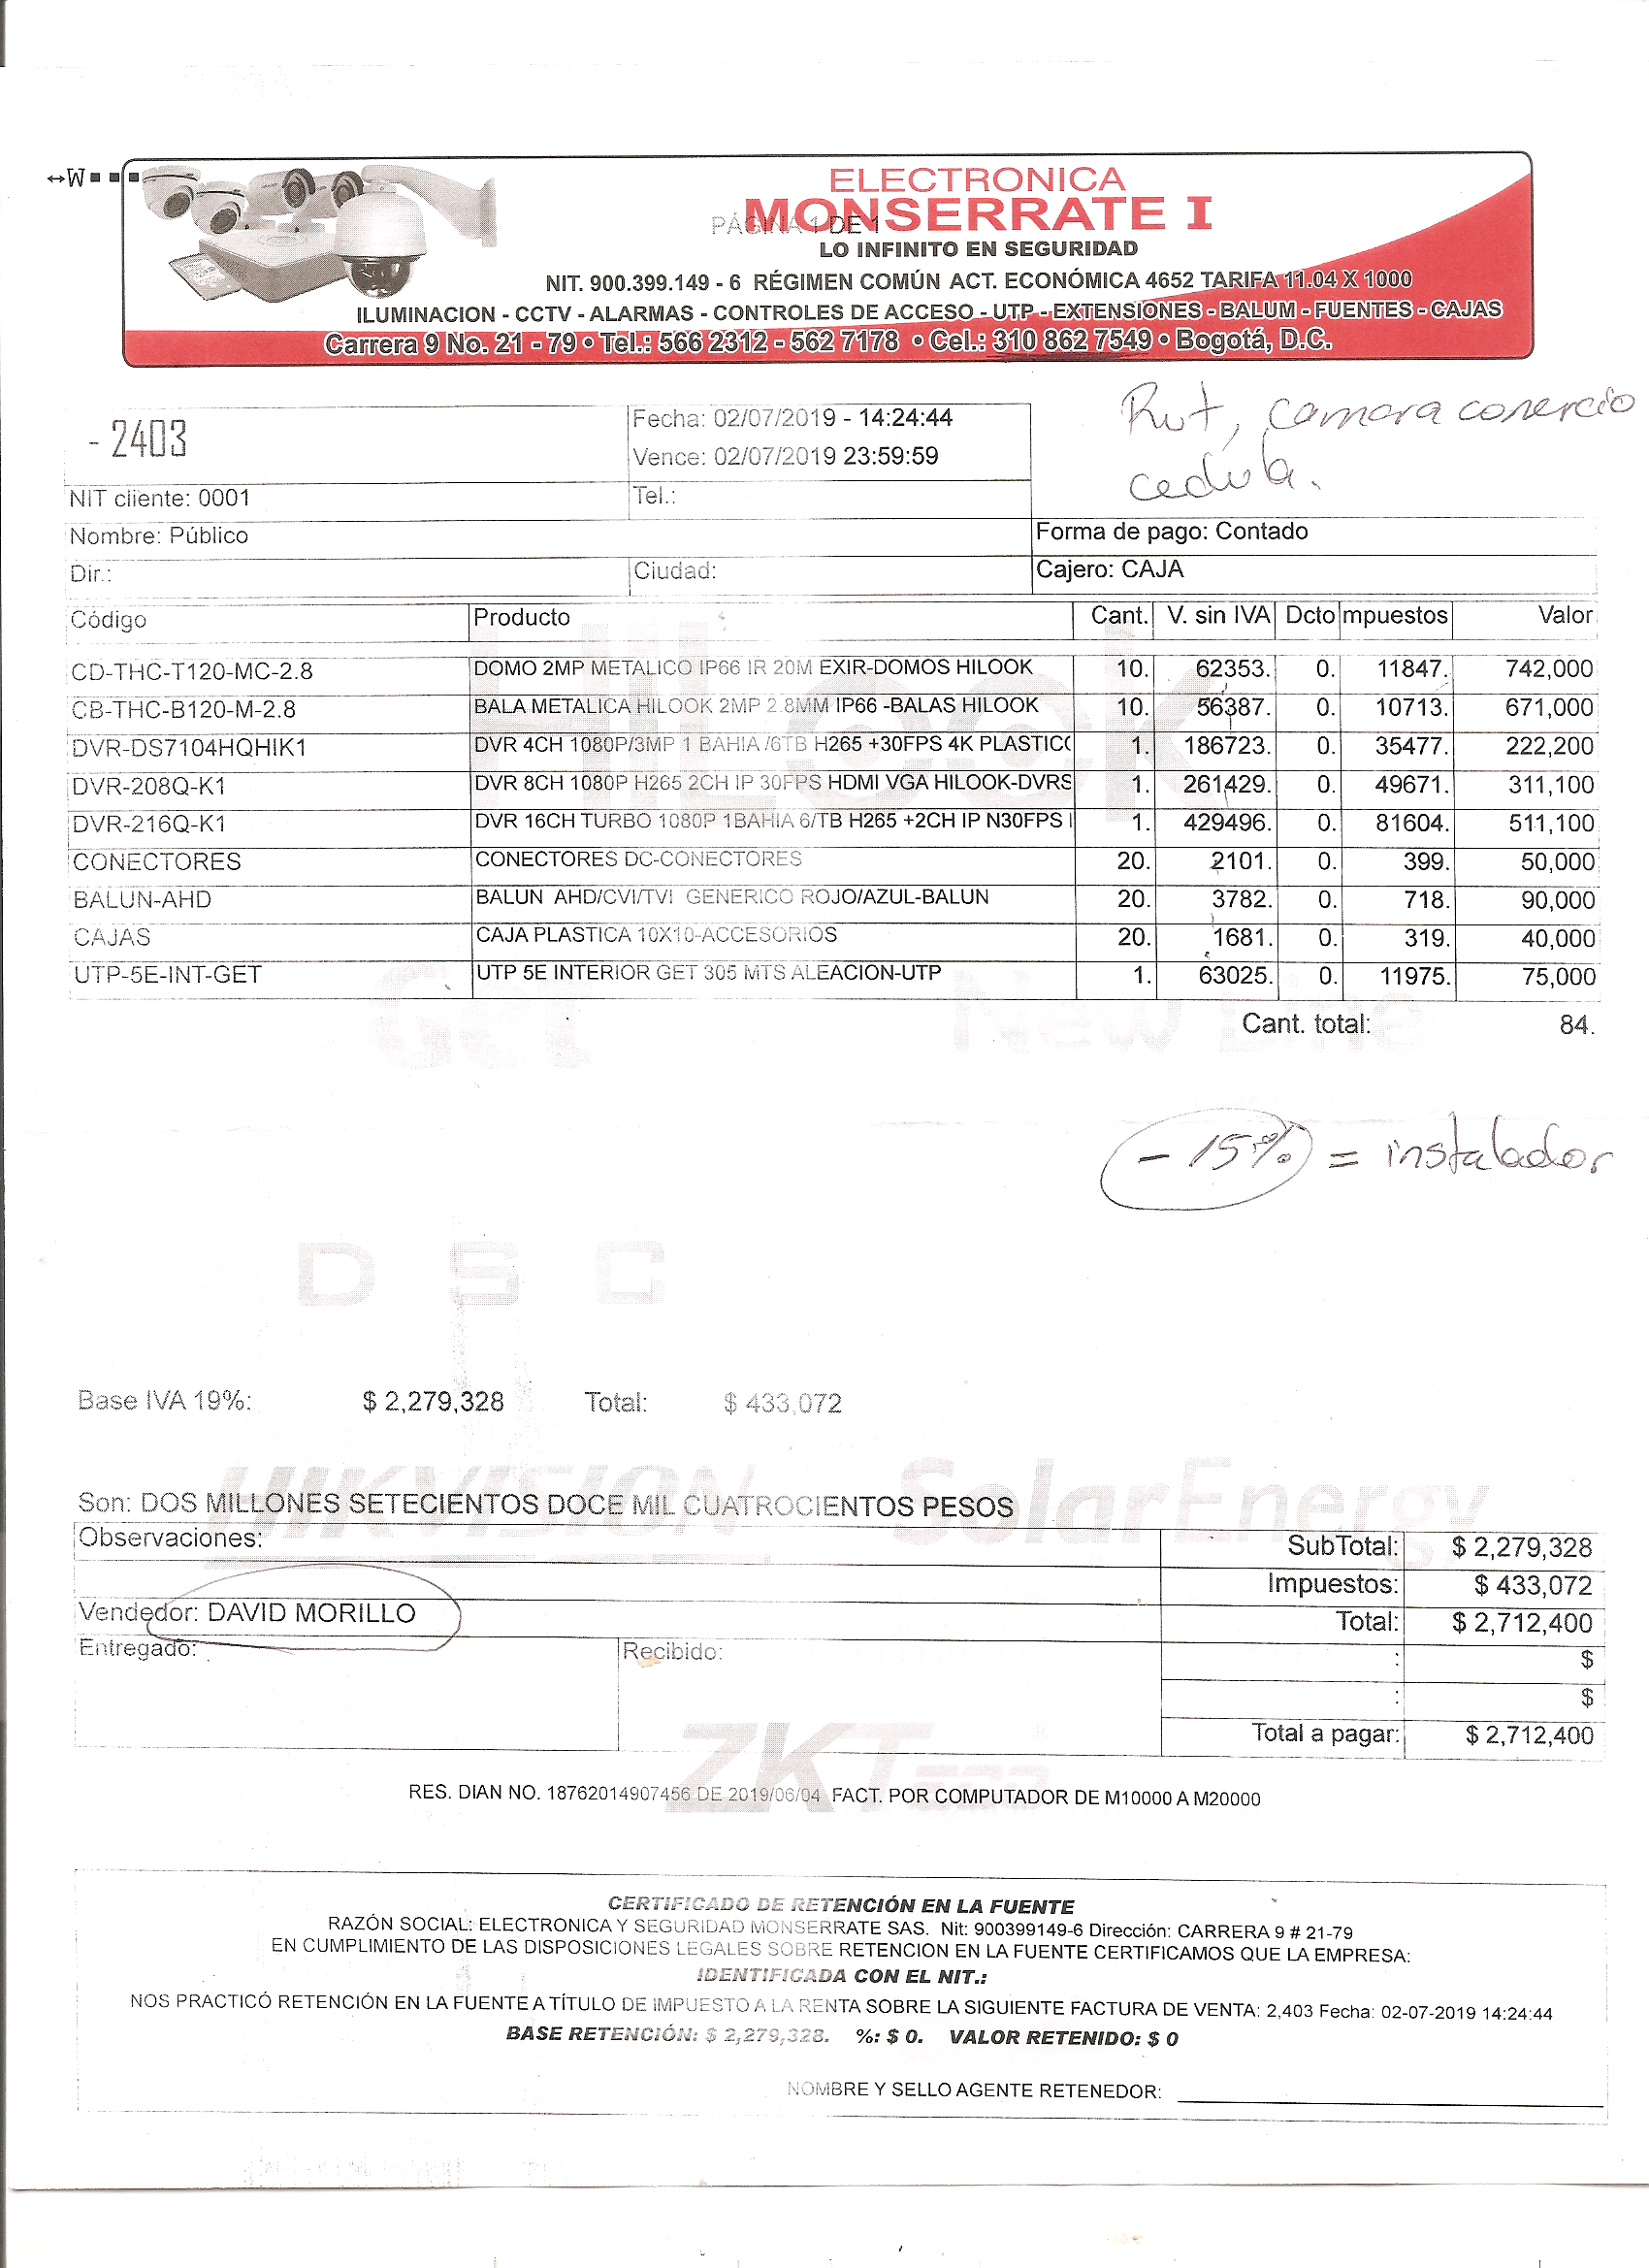 ↔W▪▪▪
ELECTRONICA
MONSERRATE I
PÁGINA 1 DE 1
LO INFINITO EN SEGURIDAD
NIT. 900.399.149 - 6 RÉGIMEN COMÚN ACT. ECONÓMICA 4652 TARIFA 11.04 X 1000
ILUMINACION - CCTV - ALARMAS - CONTROLES DE ACCESO - UTP - EXTENSIONES - BALUM - FUENTES - CAJAS
Carrera 9 No. 21 - 79 • Tel.: 566 2312 - 562 7178 • Cel.: 310 862 7549 • Bogotá, D.C.
Rut, camara comercio
cedula.
- 2403
Fecha: 02/07/2019 - 14:24:44
Vence: 02/07/2019 23:59:59
NIT cliente: 0001 Tel.:
Nombre: Público Forma de pago: Contado
Dir.: Ciudad: Cajero: CAJA
Código Producto Cant. V. sin IVA Dcto mpuestos Valor
CD-THC-T120-MC-2.8 DOMO 2MP METALICO IP66 IR 20M EXIR-DOMOS HILOOK 10. 62353. 0. 11847. 742,000
CB-THC-B120-M-2.8 BALA METALICA HILOOK 2MP 2.8MM IP66 -BALAS HILOOK 10. 56387. 0. 10713. 671,000
DVR-DS7104HQHIK1 DVR 4CH 1080P/3MP 1 BAHIA /6TB H265 +30FPS 4K PLASTICO 1. 186723. 0. 35477. 222,200
DVR-208Q-K1 DVR 8CH 1080P H265 2CH IP 30FPS HDMI VGA HILOOK-DVRS 1. 261429. 0. 49671. 311,100
DVR-216Q-K1 DVR 16CH TURBO 1080P 1BAHIA 6/TB H265 +2CH IP N30FPS 1. 429496. 0. 81604. 511,100
CONECTORES CONECTORES DC-CONECTORES 20. 2101. 0. 399. 50,000
BALUN-AHD BALUN AHD/CVI/TVI GENERICO ROJO/AZUL-BALUN 20. 3782. 0. 718. 90,000
CAJAS CAJA PLASTICA 10X10-ACCESORIOS 20. 1681. 0. 319. 40,000
UTP-5E-INT-GET UTP 5E INTERIOR GET 305 MTS ALEACION-UTP 1. 63025. 0. 11975. 75,000
HiLook
Get New Line
Cant. total: 84.
- 15% = instalador
DSC
Base IVA 19%: $ 2,279,328 Total: $ 433,072
HIKVISION SolarEnergy
Son: DOS MILLONES SETECIENTOS DOCE MIL CUATROCIENTOS PESOS
Observaciones:
SubTotal: $ 2,279,328
Impuestos: $ 433,072
Vendedor: DAVID MORILLO
Total: $ 2,712,400
Entregado: Recibido:
: $
: $
Total a pagar: $ 2,712,400
ZKTeco
RES. DIAN NO. 18762014907456 DE 2019/06/04 FACT. POR COMPUTADOR DE M10000 A M20000
CERTIFICADO DE RETENCIÓN EN LA FUENTE
RAZÓN SOCIAL: ELECTRONICA Y SEGURIDAD MONSERRATE SAS. Nit: 900399149-6 Dirección: CARRERA 9 # 21-79
EN CUMPLIMIENTO DE LAS DISPOSICIONES LEGALES SOBRE RETENCION EN LA FUENTE CERTIFICAMOS QUE LA EMPRESA:
IDENTIFICADA CON EL NIT.:
NOS PRACTICÓ RETENCIÓN EN LA FUENTE A TÍTULO DE IMPUESTO A LA RENTA SOBRE LA SIGUIENTE FACTURA DE VENTA: 2,403 Fecha: 02-07-2019 14:24:44
BASE RETENCIÓN: $ 2,279,328. %: $ 0. VALOR RETENIDO: $ 0
NOMBRE Y SELLO AGENTE RETENEDOR: